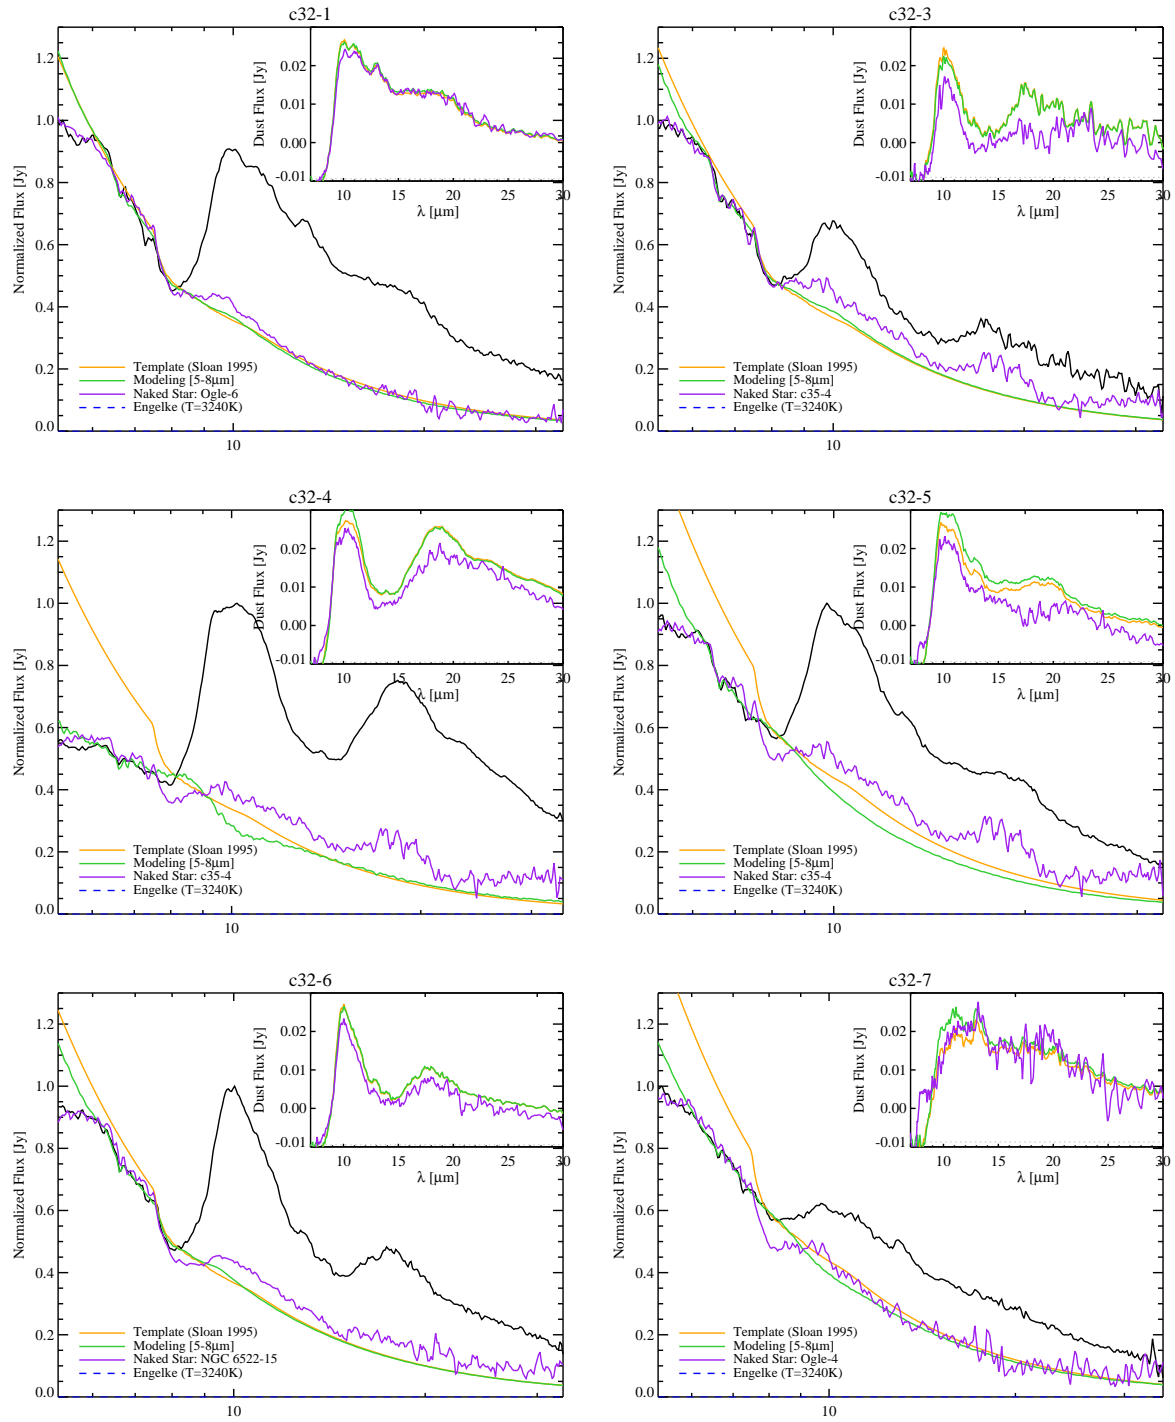 c32-1
Normalized Flux [Jy]
1.2
1.0
0.8
0.6
0.4
0.2
0.0
10
Dust Flux [Jy]
0.02
0.01
0.00
-0.01
10 15 20 25 30
λ [μm]
Template (Sloan 1995)
Modeling [5-8μm]
Naked Star: Ogle-6
Engelke (T=3240K)
c32-3
Normalized Flux [Jy]
1.2
1.0
0.8
0.6
0.4
0.2
0.0
10
Dust Flux [Jy]
0.02
0.01
0.00
-0.01
10 15 20 25 30
λ [μm]
Template (Sloan 1995)
Modeling [5-8μm]
Naked Star: c35-4
Engelke (T=3240K)
c32-4
Normalized Flux [Jy]
1.2
1.0
0.8
0.6
0.4
0.2
0.0
10
Dust Flux [Jy]
0.02
0.01
0.00
-0.01
10 15 20 25 30
λ [μm]
Template (Sloan 1995)
Modeling [5-8μm]
Naked Star: c35-4
Engelke (T=3240K)
c32-5
Normalized Flux [Jy]
1.2
1.0
0.8
0.6
0.4
0.2
0.0
10
Dust Flux [Jy]
0.02
0.01
0.00
-0.01
10 15 20 25 30
λ [μm]
Template (Sloan 1995)
Modeling [5-8μm]
Naked Star: c35-4
Engelke (T=3240K)
c32-6
Normalized Flux [Jy]
1.2
1.0
0.8
0.6
0.4
0.2
0.0
10
Dust Flux [Jy]
0.02
0.01
0.00
-0.01
10 15 20 25 30
λ [μm]
Template (Sloan 1995)
Modeling [5-8μm]
Naked Star: NGC 6522-15
Engelke (T=3240K)
c32-7
Normalized Flux [Jy]
1.2
1.0
0.8
0.6
0.4
0.2
0.0
10
Dust Flux [Jy]
0.02
0.01
0.00
-0.01
10 15 20 25 30
λ [μm]
Template (Sloan 1995)
Modeling [5-8μm]
Naked Star: Ogle-4
Engelke (T=3240K)